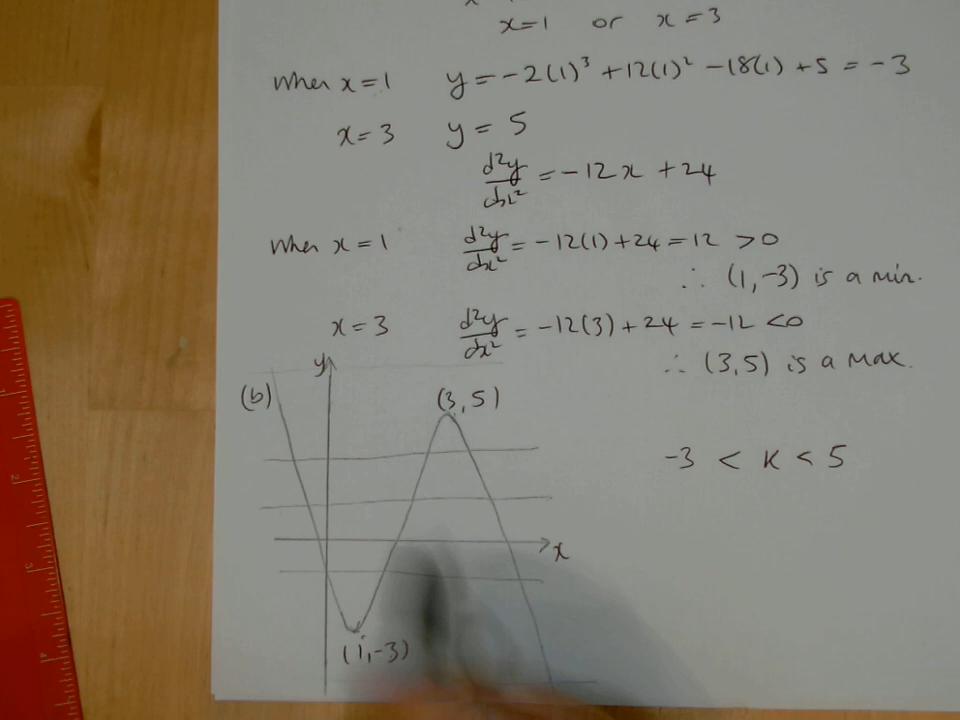 x=1 or x=3
When x=1 y=-2(1)³+12(1)²-18(1)+5=-3
x=3 y=5
d²y/dx²=-12x+24
When x=1 d²y/dx²=-12(1)+24=12>0
∴ (1,-3) is a min.
x=3 d²y/dx²=-12(3)+24=-12<0
∴ (3,5) is a max.
y
(b) (3,5)
-3<k<5
x
(1,-3)